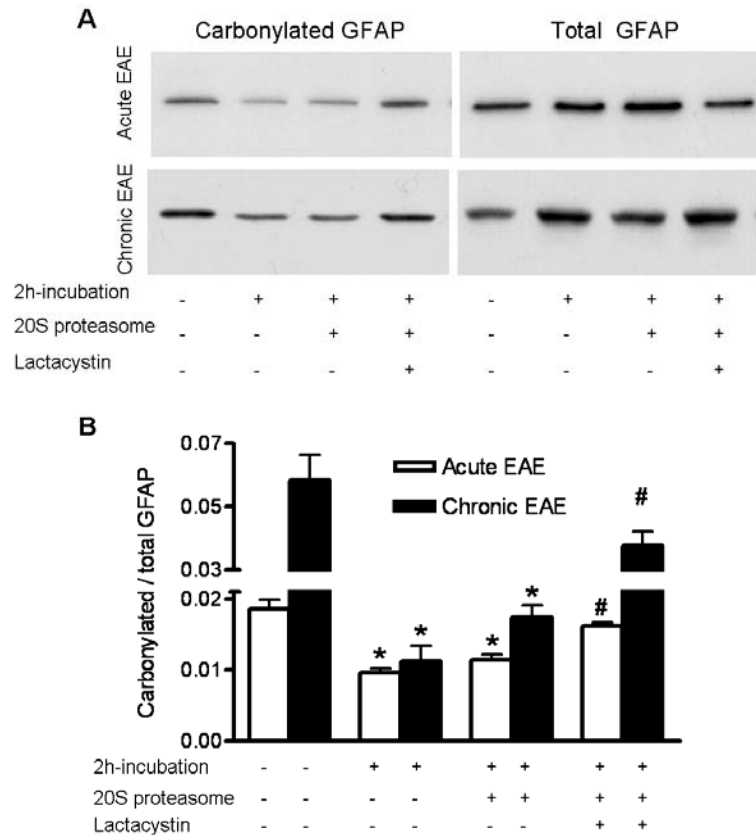 A
Carbonylated GFAP Total GFAP
Acute EAE
Chronic EAE
2h-incubation - + + + - + + +
20S proteasome - - + + - - + +
Lactacystin - - - + - - - +
B
Carbonylated / total GFAP
0.07
0.05
0.03
0.02
0.01
0.00
Acute EAE
Chronic EAE
* * * * # #
2h-incubation - - + + + + + +
20S proteasome - - - - + + + +
Lactacystin - - - - - - + +